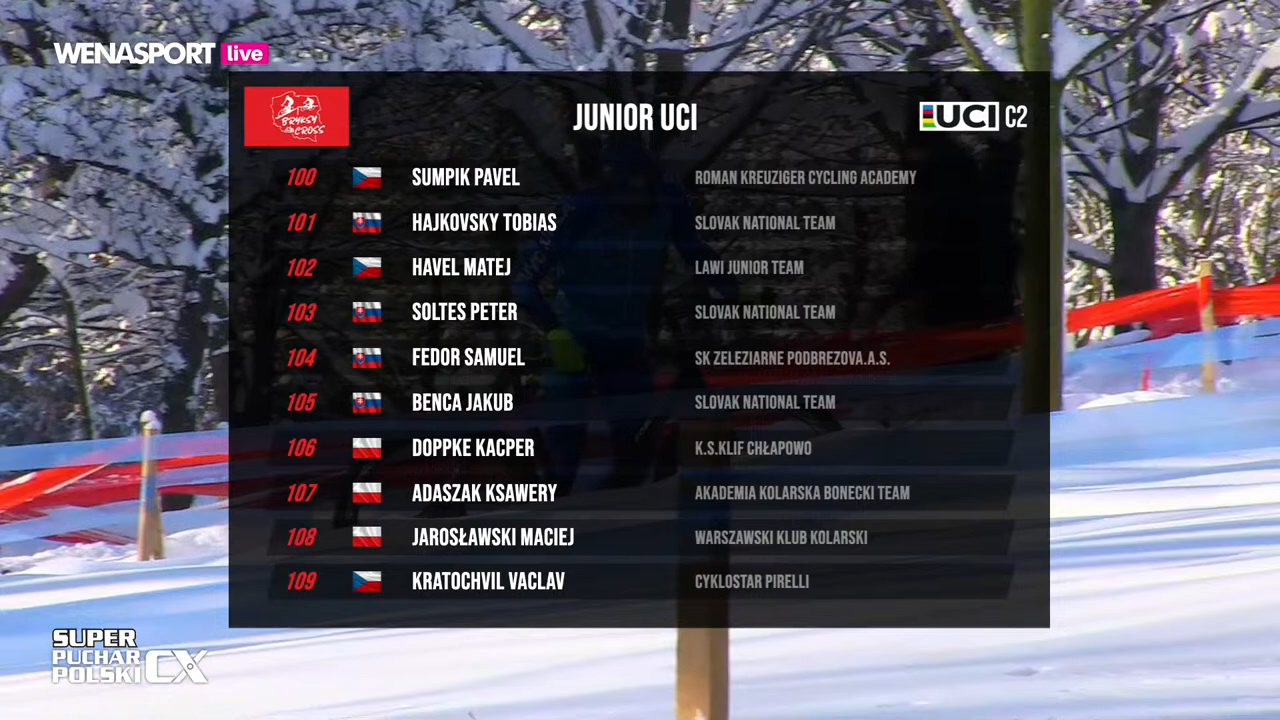 WENASPORT live
BRYKSY
CROSS
JUNIOR UCI
UCI C2
100 SUMPIK PAVEL ROMAN KREUZIGER CYCLING ACADEMY
101 HAJKOVSKY TOBIAS SLOVAK NATIONAL TEAM
102 HAVEL MATEJ LAWI JUNIOR TEAM
103 SOLTES PETER SLOVAK NATIONAL TEAM
104 FEDOR SAMUEL SK ZELEZIARNE PODBREZOVA.A.S.
105 BENCA JAKUB SLOVAK NATIONAL TEAM
106 DOPPKE KACPER K.S.KLIF CHŁAPOWO
107 ADASZAK KSAWERY AKADEMIA KOLARSKA BONECKI TEAM
108 JAROSŁAWSKI MACIEJ WARSZAWSKI KLUB KOLARSKI
109 KRATOCHVIL VACLAV CYKLOSTAR PIRELLI
SUPER
PUCHAR
POLSKI CX